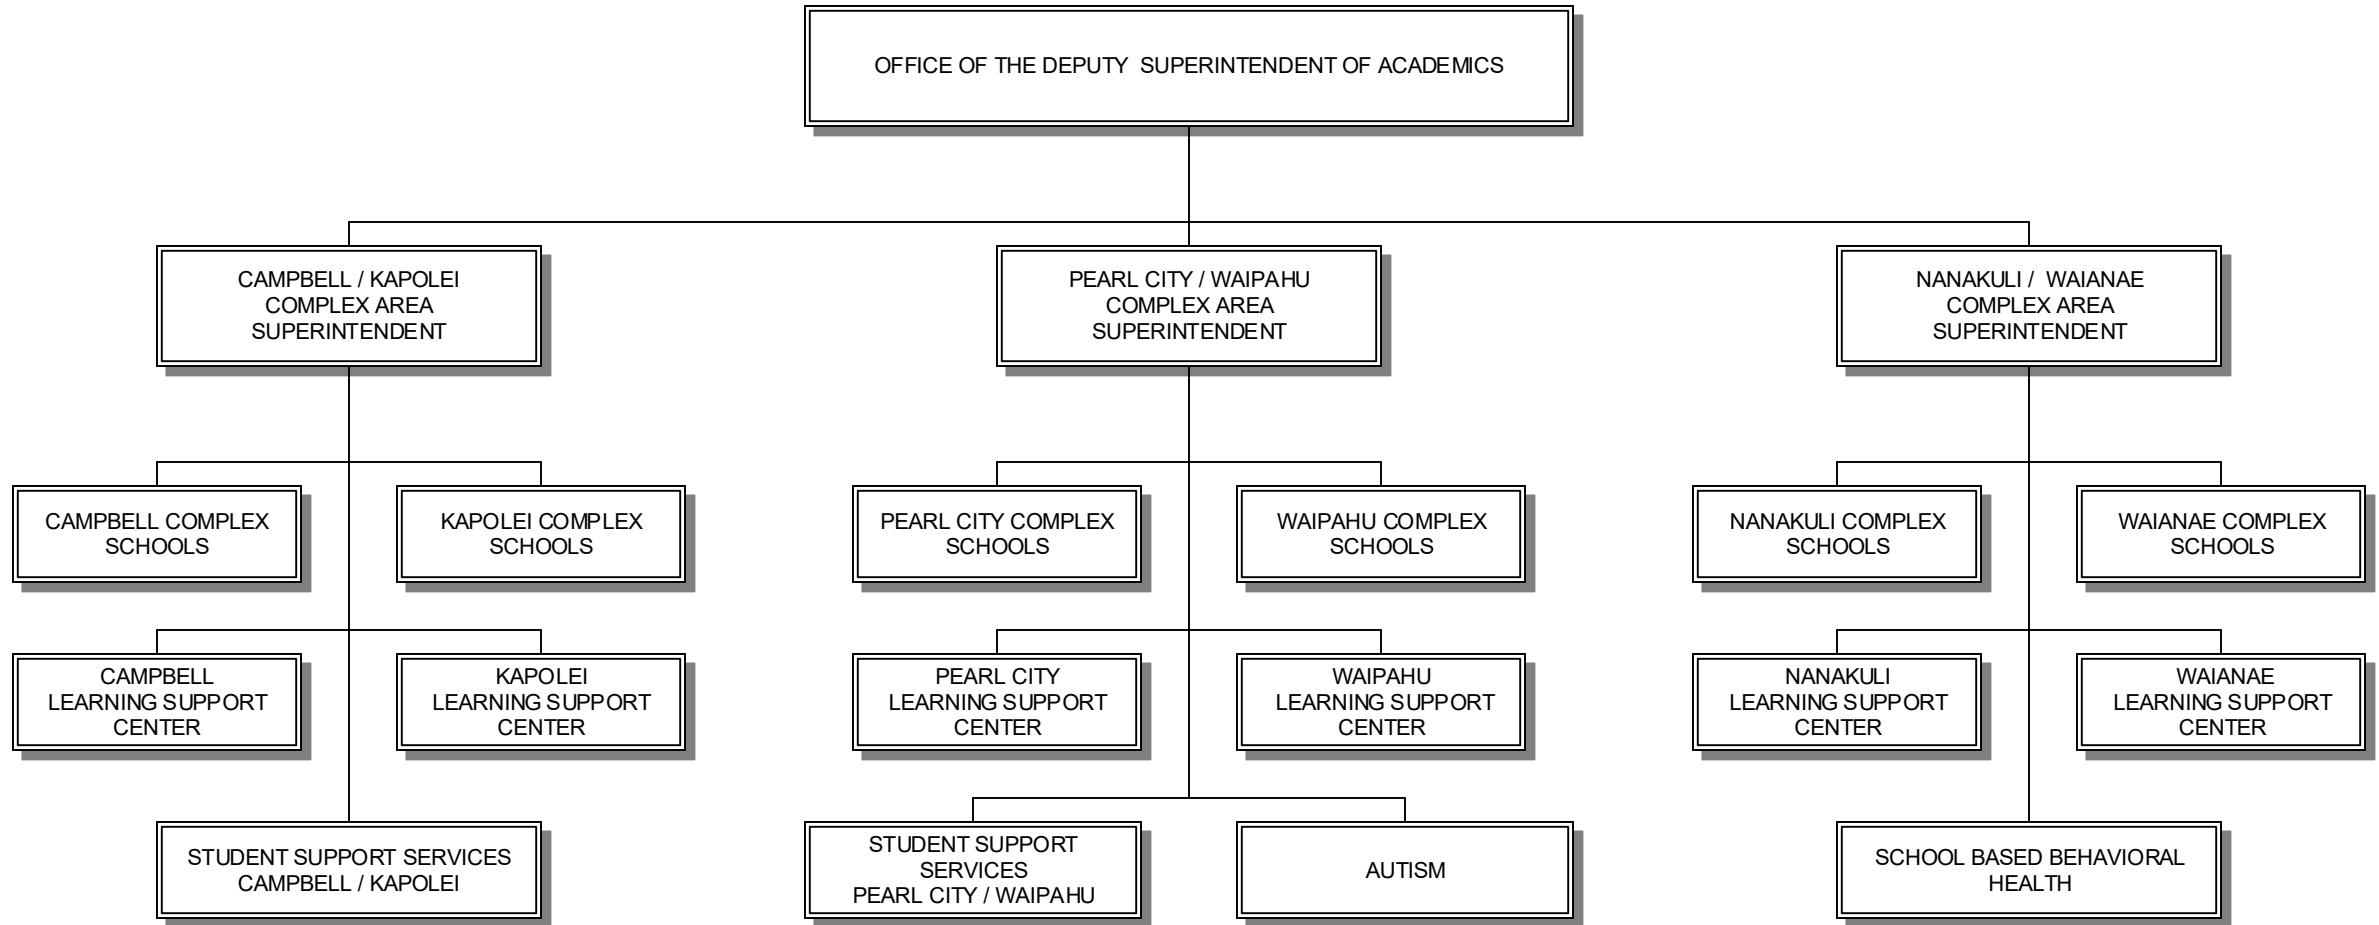 OFFICE OF THE DEPUTY SUPERINTENDENT OF ACADEMICS
CAMPBELL / KAPOLEI
COMPLEX AREA
SUPERINTENDENT
PEARL CITY / WAIPAHU
COMPLEX AREA
SUPERINTENDENT
NANAKULI / WAIANAE
COMPLEX AREA
SUPERINTENDENT
CAMPBELL COMPLEX
SCHOOLS
KAPOLEI COMPLEX
SCHOOLS
PEARL CITY COMPLEX
SCHOOLS
WAIPAHU COMPLEX
SCHOOLS
NANAKULI COMPLEX
SCHOOLS
WAIANAE COMPLEX
SCHOOLS
CAMPBELL
LEARNING SUPPORT
CENTER
KAPOLEI
LEARNING SUPPORT
CENTER
PEARL CITY
LEARNING SUPPORT
CENTER
WAIPAHU
LEARNING SUPPORT
CENTER
NANAKULI
LEARNING SUPPORT
CENTER
WAIANAE
LEARNING SUPPORT
CENTER
STUDENT SUPPORT SERVICES
CAMPBELL / KAPOLEI
STUDENT SUPPORT
SERVICES
PEARL CITY / WAIPAHU
AUTISM
SCHOOL BASED BEHAVIORAL
HEALTH